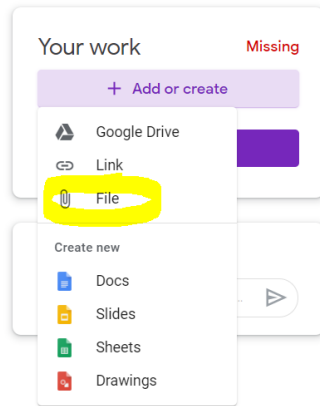 Your work Missing
+ Add or create
Google Drive
Link
File
Create new
Docs
Slides
Sheets
Drawings